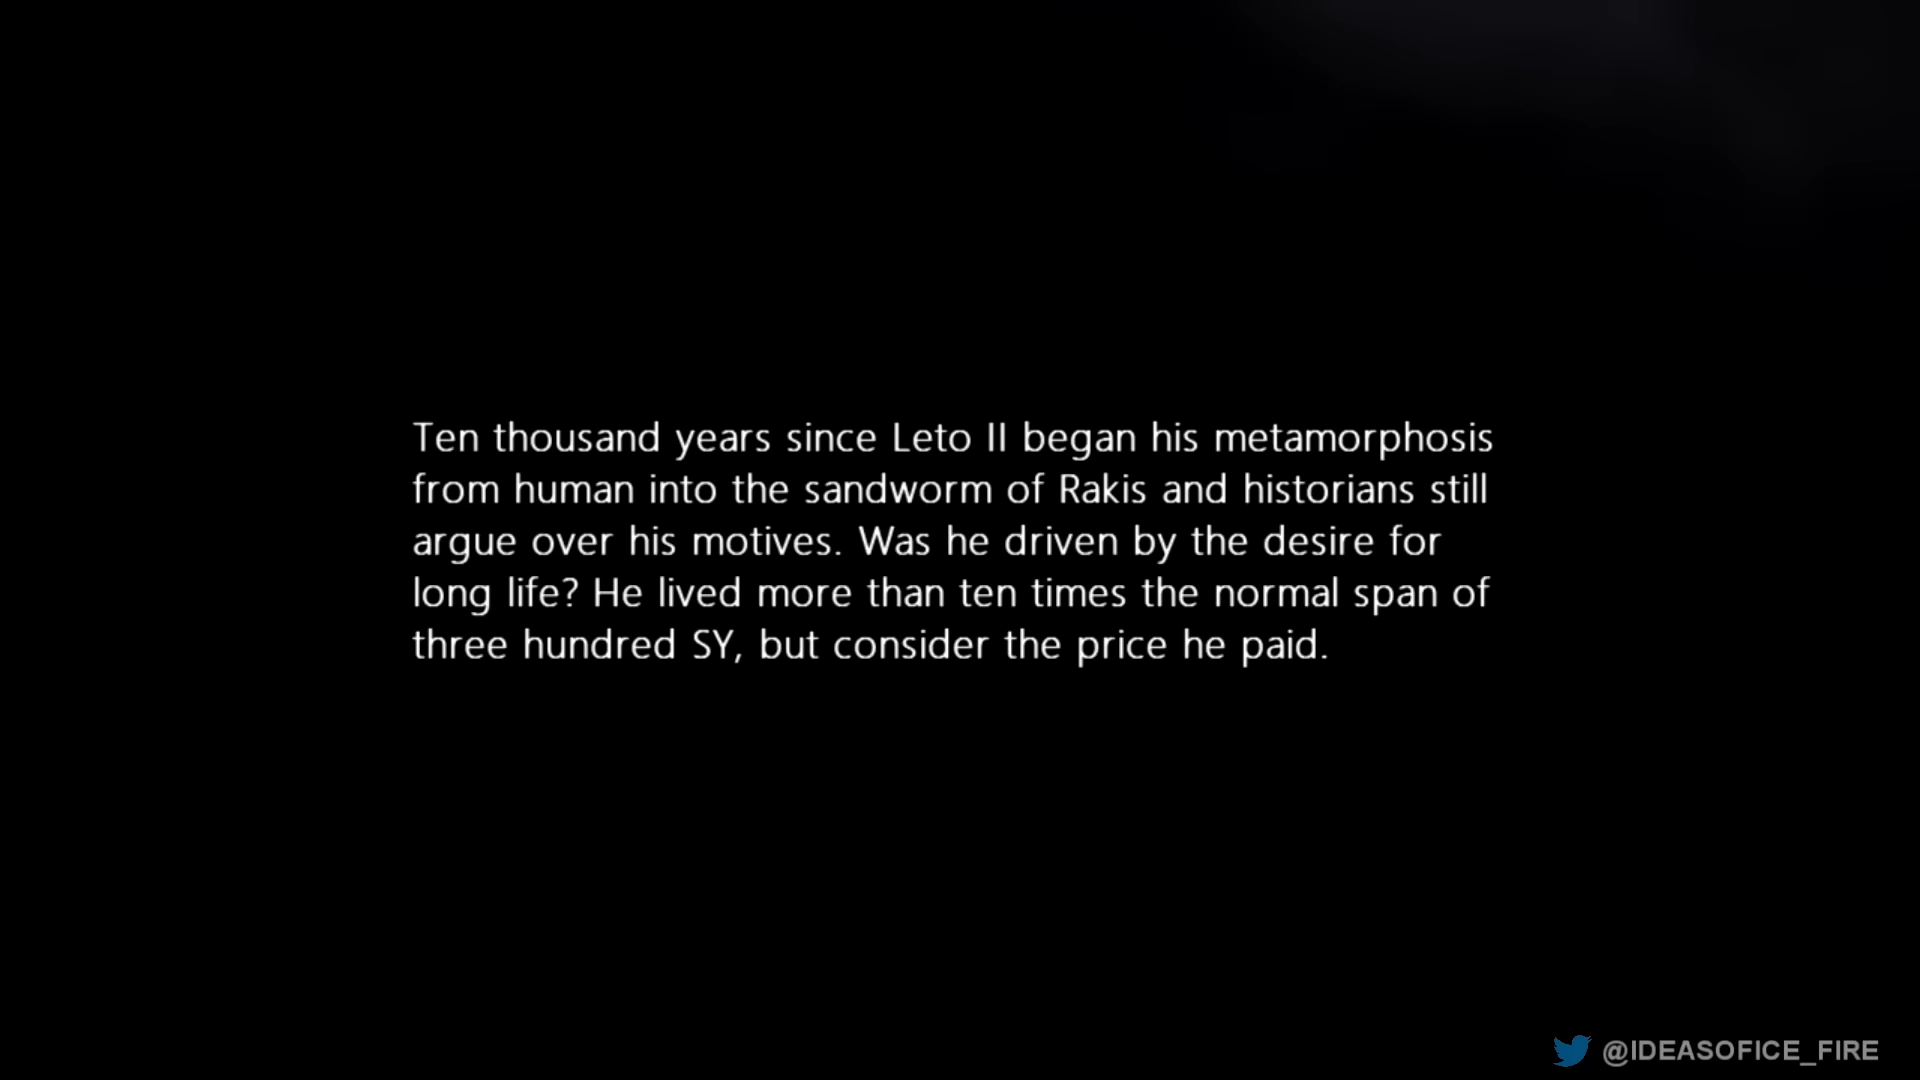 Ten thousand years since Leto II began his metamorphosis
from human into the sandworm of Rakis and historians still
argue over his motives. Was he driven by the desire for
long life? He lived more than ten times the normal span of
three hundred SY, but consider the price he paid.
@IDEASOFICE_FIRE